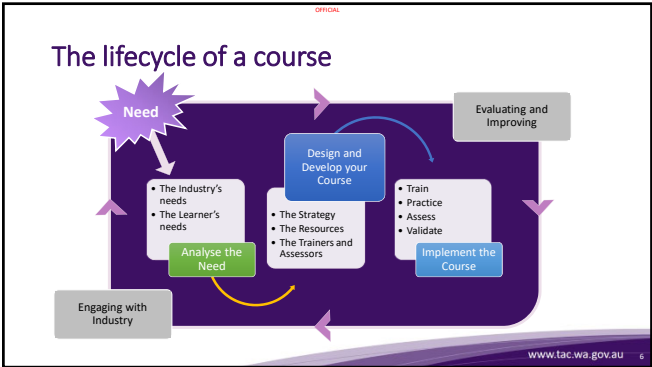 OFFICIAL
The lifecycle of a course
Need
Evaluating and
Improving
Design and
Develop your
Course
• The Industry's
needs
• The Learner's
needs
Analyse the
Need
• The Strategy
• The Resources
• The Trainers and
Assessors
• Train
• Practice
• Assess
• Validate
Implement the
Course
Engaging with
Industry
www.tac.wa.gov.au
6